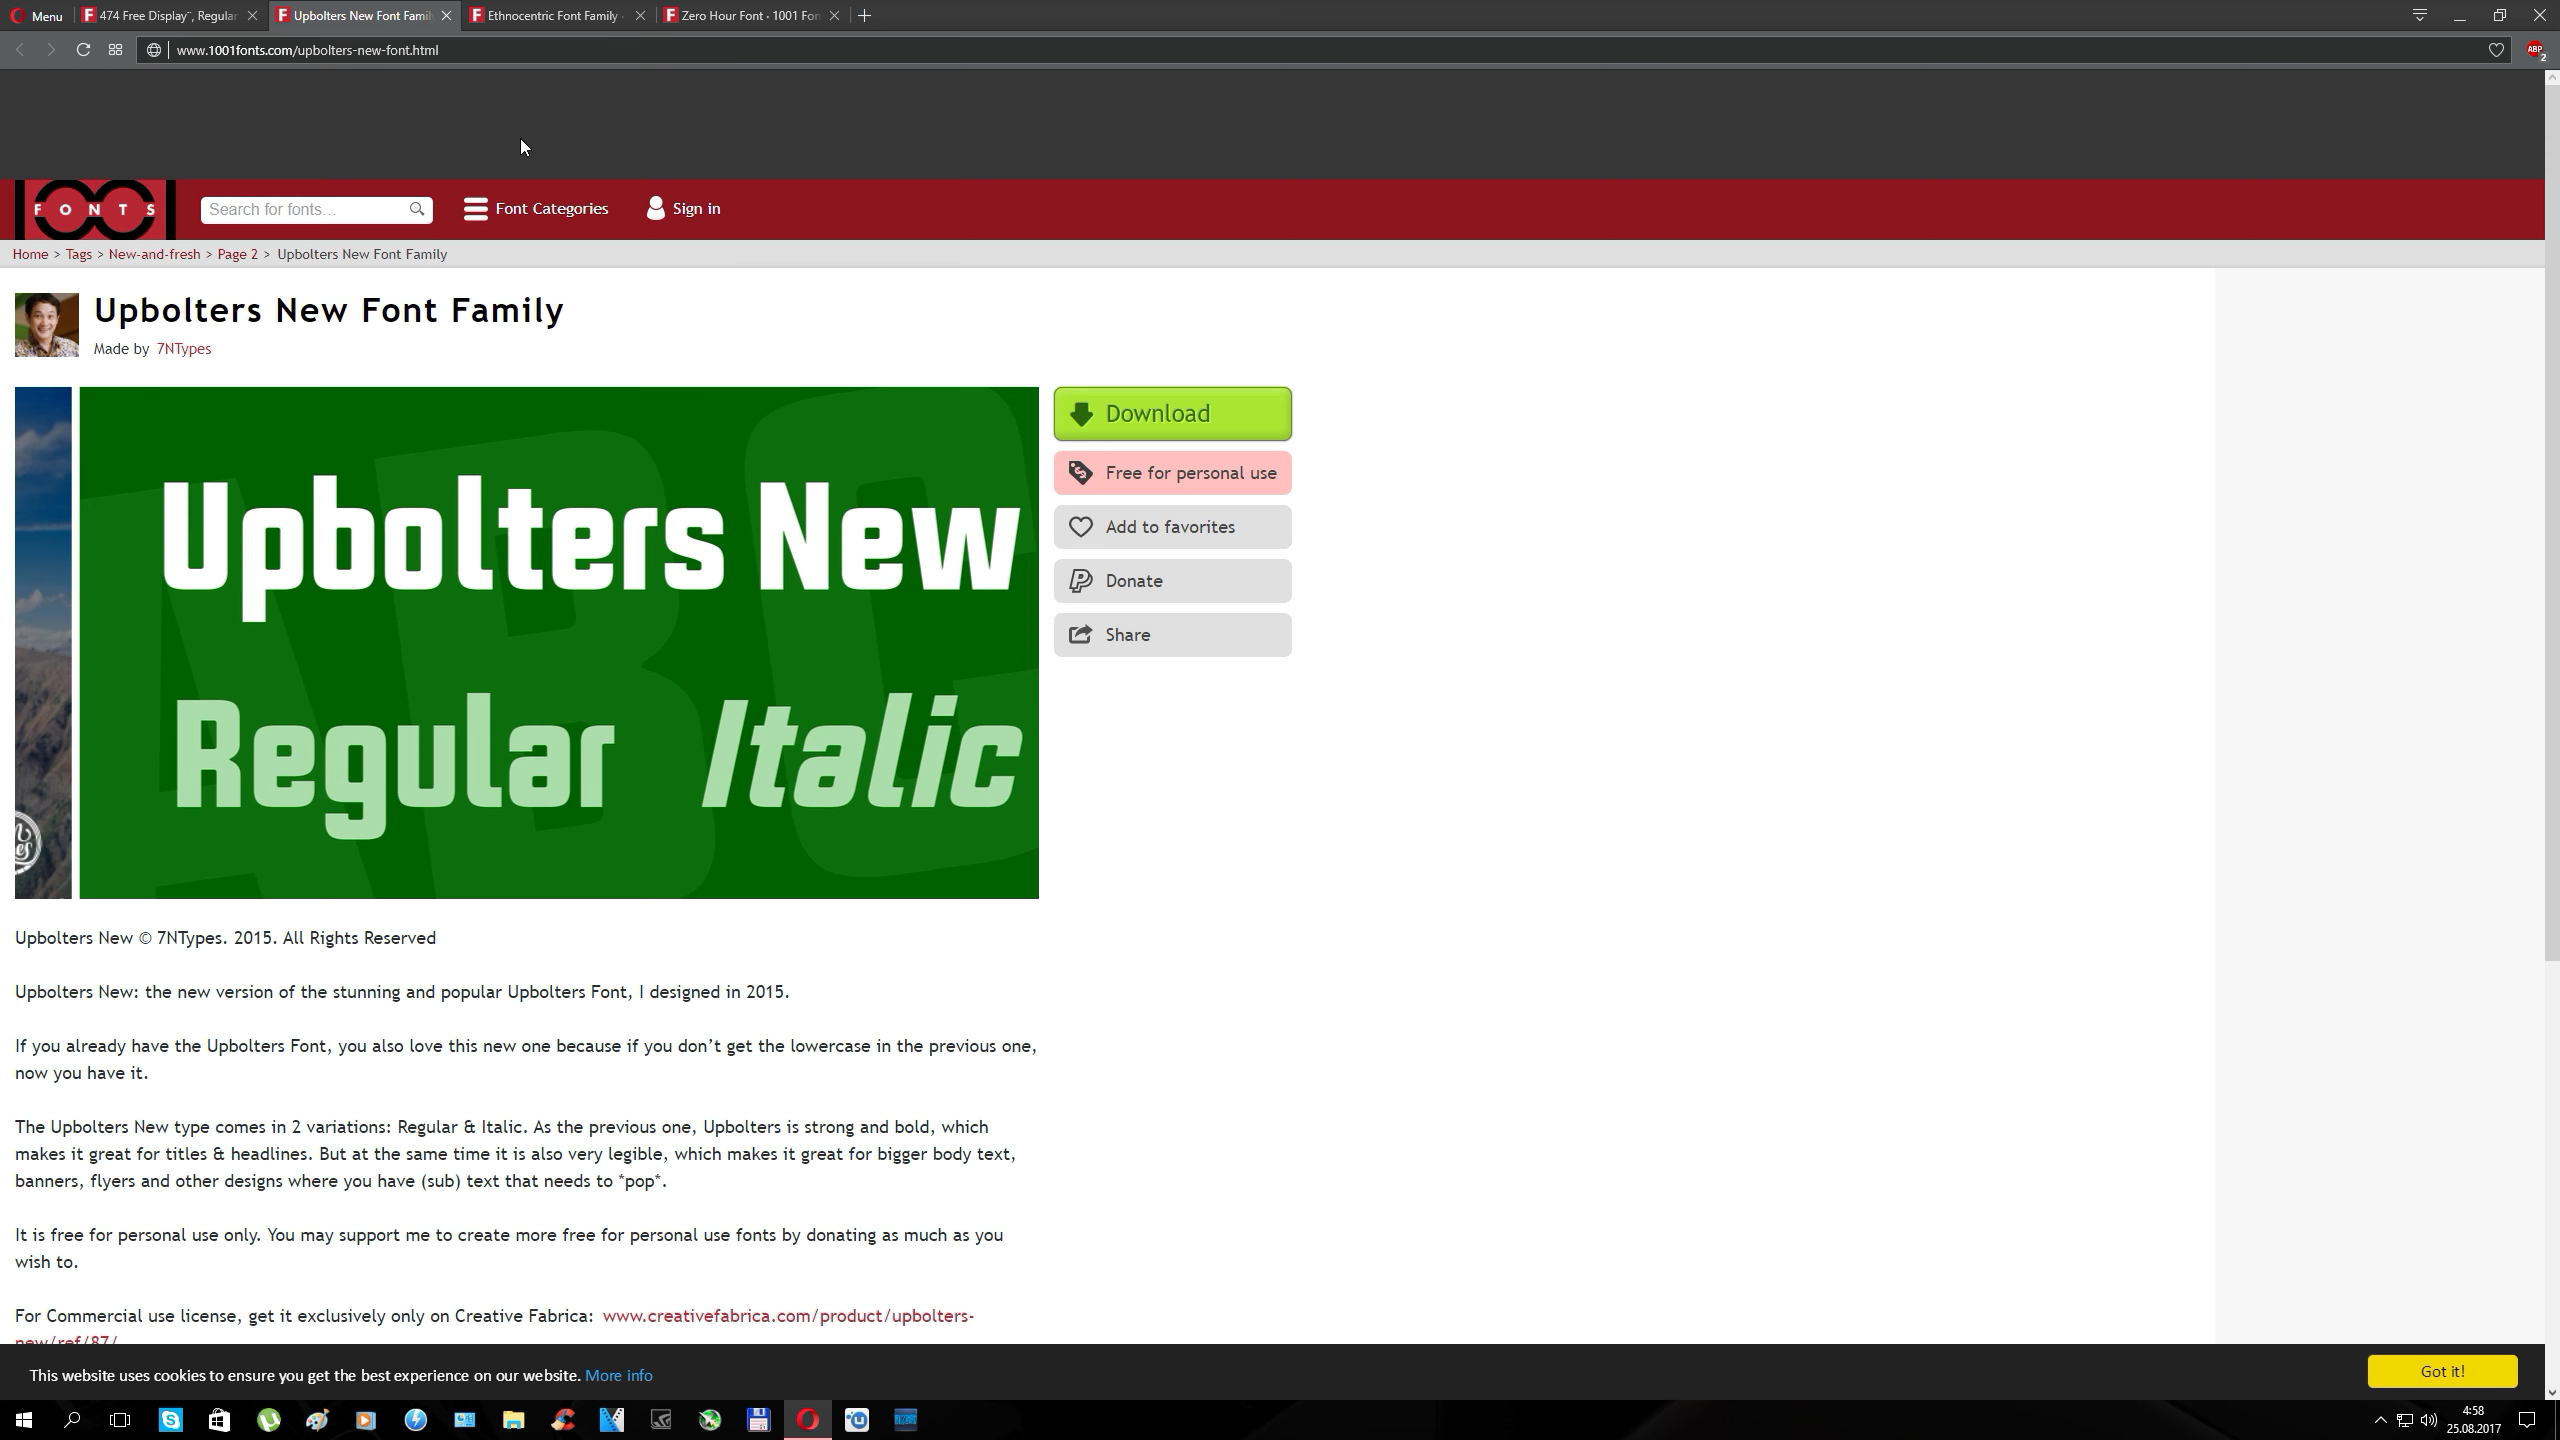 Menu
474 Free Display", Regular
Upbolters New Font Famil
Ethnocentric Font Family ·
Zero Hour Font · 1001 Fon
www.1001fonts.com/upbolters-new-font.html
ABP
2
FONTS
Search for fonts...
Font Categories
Sign in
Home > Tags > New-and-fresh > Page 2 > Upbolters New Font Family
Upbolters New Font Family
Made by 7NTypes
Upbolters New
Regular Italic
Download
Free for personal use
Add to favorites
Donate
Share
Upbolters New © 7NTypes. 2015. All Rights Reserved
Upbolters New: the new version of the stunning and popular Upbolters Font, I designed in 2015.
If you already have the Upbolters Font, you also love this new one because if you don’t get the lowercase in the previous one,
now you have it.
The Upbolters New type comes in 2 variations: Regular & Italic. As the previous one, Upbolters is strong and bold, which
makes it great for titles & headlines. But at the same time it is also very legible, which makes it great for bigger body text,
banners, flyers and other designs where you have (sub) text that needs to *pop*.
It is free for personal use only. You may support me to create more free for personal use fonts by donating as much as you
wish to.
For Commercial use license, get it exclusively only on Creative Fabrica: www.creativefabrica.com/product/upbolters-
new/ref/87/
This website uses cookies to ensure you get the best experience on our website. More info
Got it!
4:58
25.08.2017